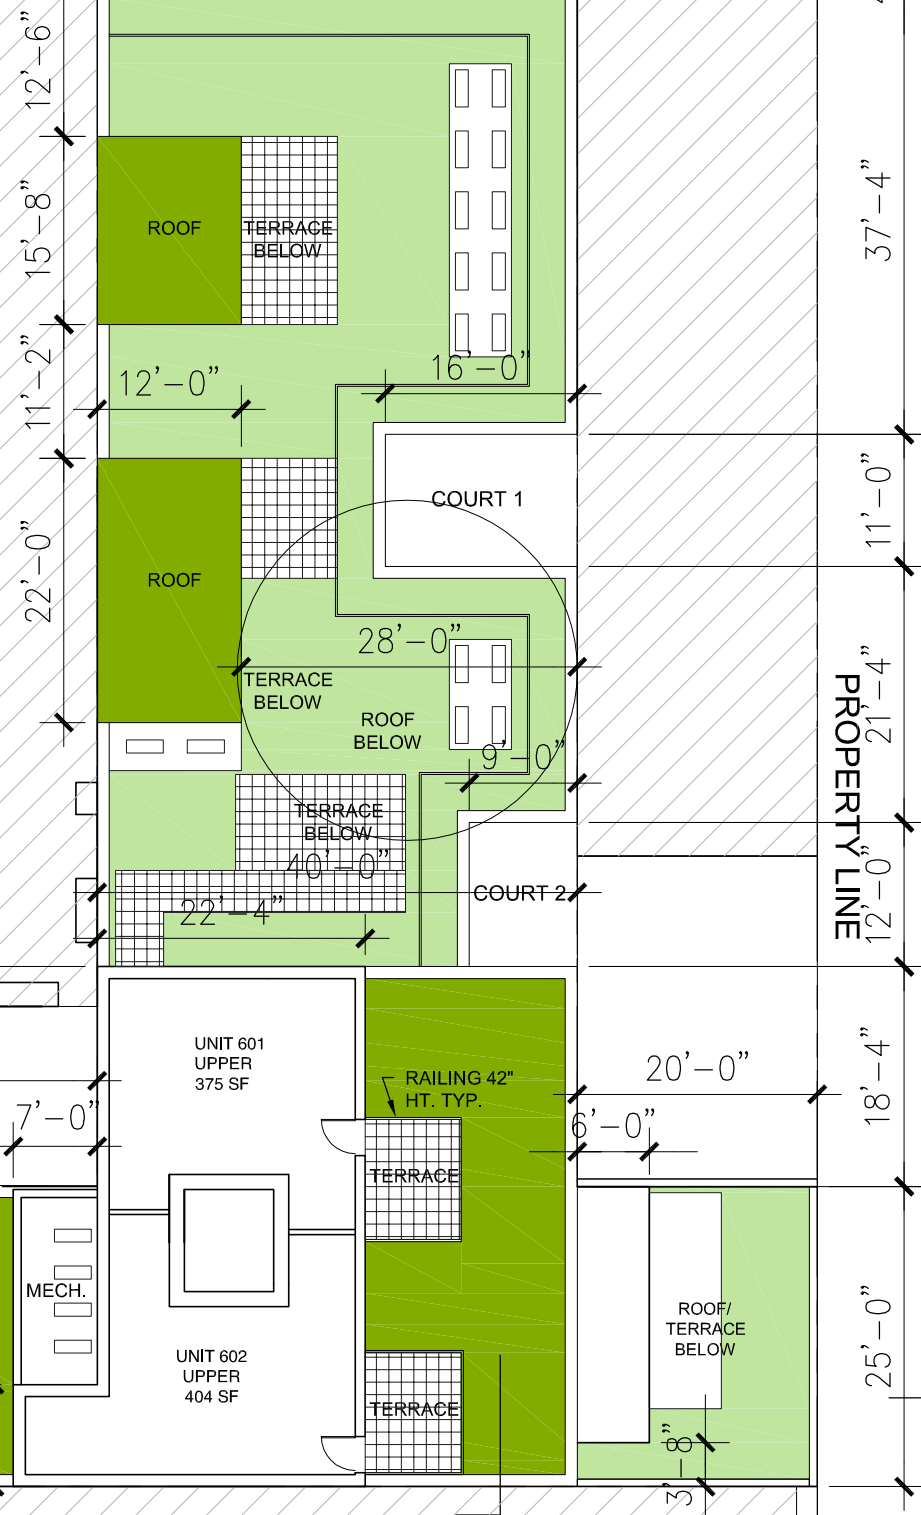 12'-6"
15'-8"
37'-4"
ROOF
TERRACE
BELOW
11'-2"
12'-0"
16'-0"
COURT 1
11'-0"
22'-0"
ROOF
28'-0"
TERRACE
BELOW
ROOF
BELOW
21'-4"
PROPERTY LINE
9'-0"
TERRACE
BELOW
40'-0"
COURT 2
12'-0"
22'-4"
UNIT 601
UPPER
375 SF
RAILING 42"
HT. TYP.
20'-0"
18'-4"
7'-0"
6'-0"
TERRACE
MECH.
ROOF/
TERRACE
BELOW
25'-0"
UNIT 602
UPPER
404 SF
TERRACE
3'-8"